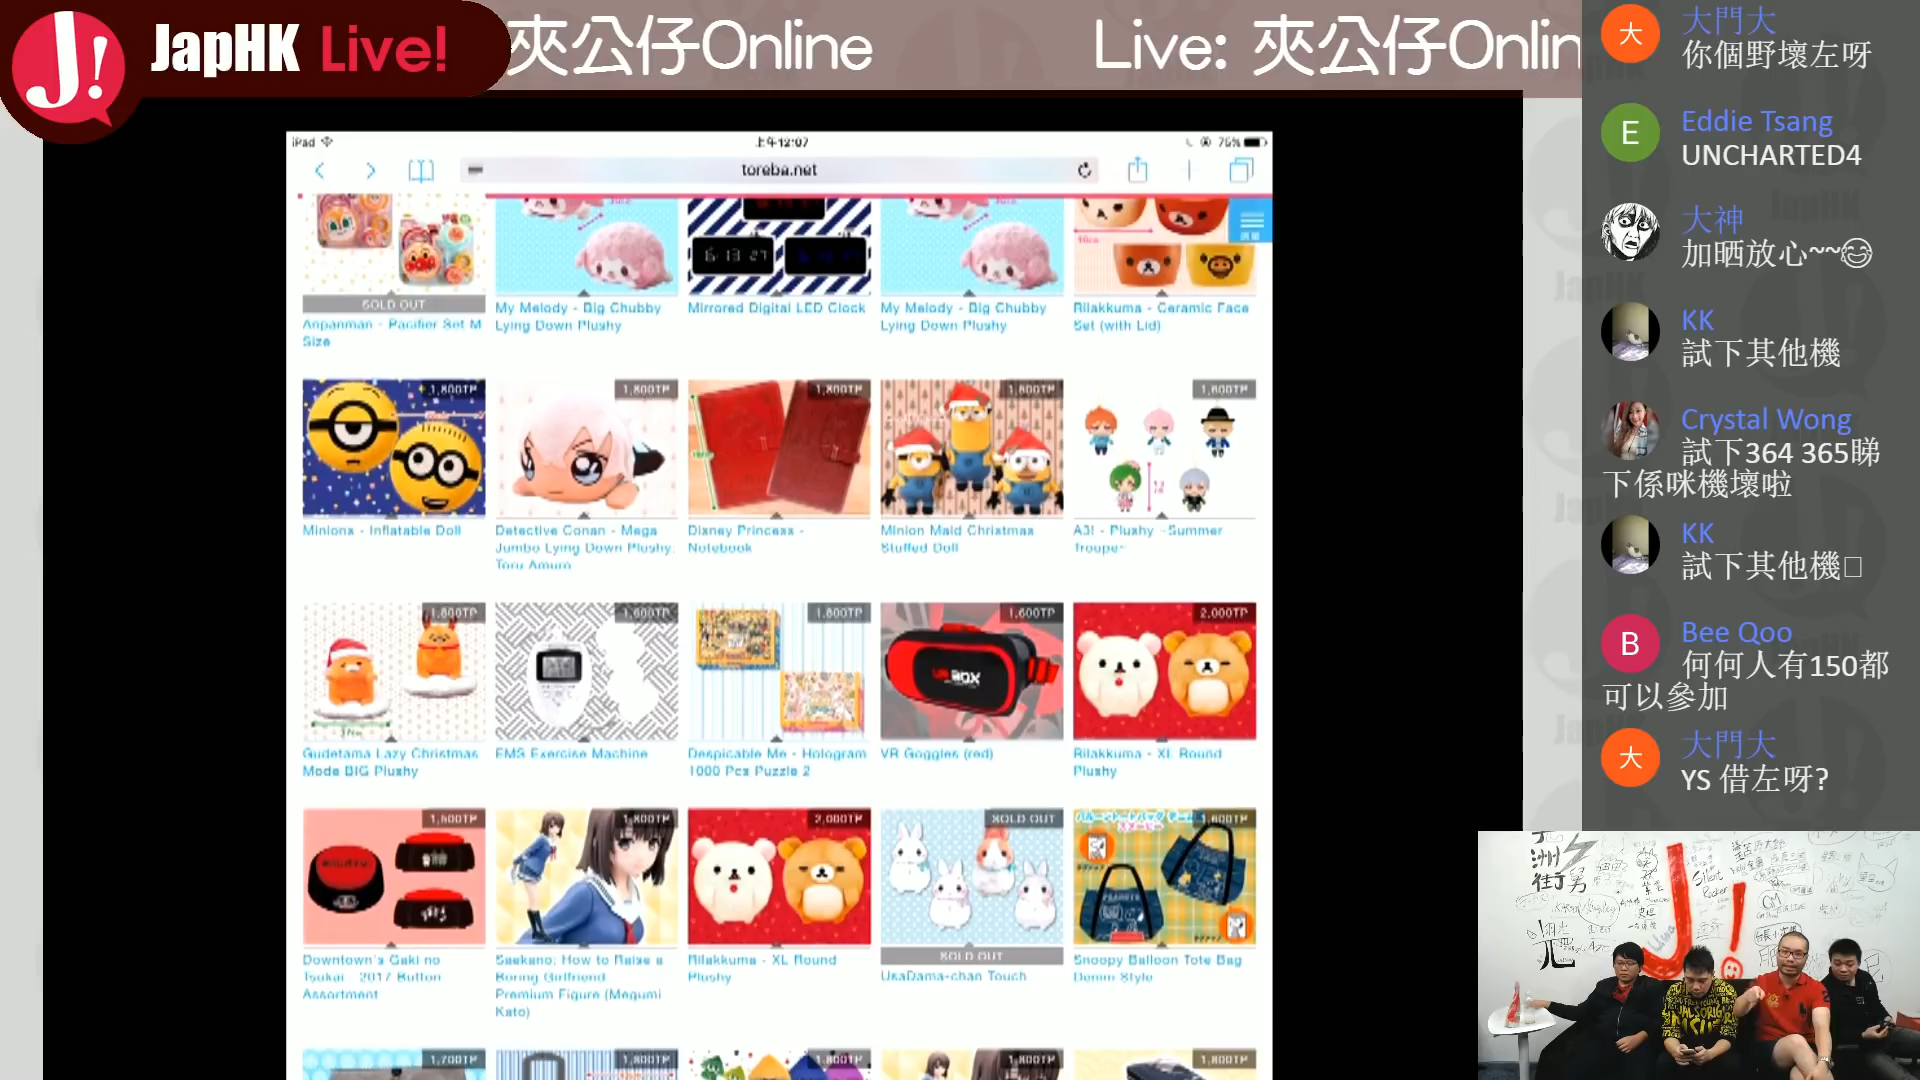 J!
JapHK Live!
夾公仔Online
Live: 夾公仔Onlin
iPad
上午12:07
75%
toreba.net
6:13 27
SOLD OUT
Anpanman - Pacifier Set M
Size
My Melody - Big Chubby
Lying Down Plushy
Mirrored Digital LED Clock
My Melody - Big Chubby
Lying Down Plushy
Rilakkuma - Ceramic Face
Set (with Lid)
1,800TP
1,800TP
1,800TP
1,800TP
1,600TP
Minions - Inflatable Doll
Detective Conan - Mega
Jumbo Lying Down Plushy:
Toru Amuro
Disney Princess -
Notebook
Minion Maid Christmas
Stuffed Doll
A3! - Plushy ~Summer
Troupe~
1,800TP
1,600TP
1,800TP
1,600TP
2,000TP
Gudetama Lazy Christmas
Mode BIG Plushy
EMS Exercise Machine
Despicable Me - Hologram
1000 Pcs Puzzle 2
VR BOX
VR Goggles (red)
Rilakkuma - XL Round
Plushy
1,800TP
2,000TP
SOLD OUT
SOLD OUT
Downtown's Gaki no
Tsukai - 2017 Button
Assortment
Saekano: How to Raise a
Boring Girlfriend
Premium Figure (Megumi
Kato)
Rilakkuma - XL Round
Plushy
UsaDama-chan Touch
Snoopy Balloon Tote Bag
Denim Style
1,700TP
1,800TP
1,800TP
1,800TP
1,800TP
大
大門大
你個野壞左呀
E
Eddie Tsang
UNCHARTED4
大神
加晒放心~~😅
KK
試下其他機
Crystal Wong
試下364 365睇
下係咪機壞啦
KK
試下其他機□
B
Bee Qoo
何何人有150都
可以參加
大
大門大
YS 借左呀?
J!
Silent